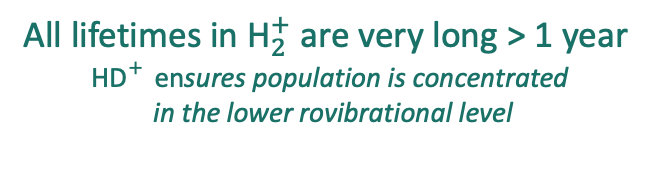 All lifetimes in H₂⁺ are very long > 1 year
HD⁺ ensures population is concentrated
in the lower rovibrational level